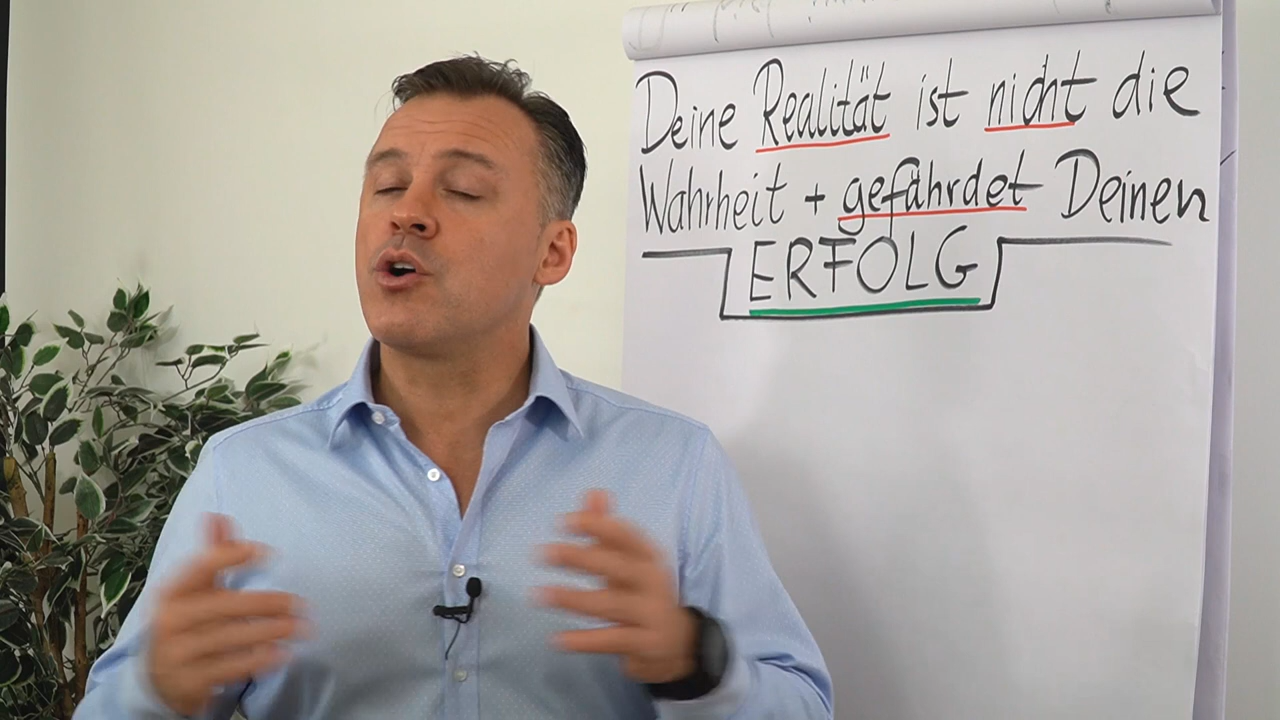 Deine Realität ist nicht die
Wahrheit + gefährdet Deinen
ERFOLG